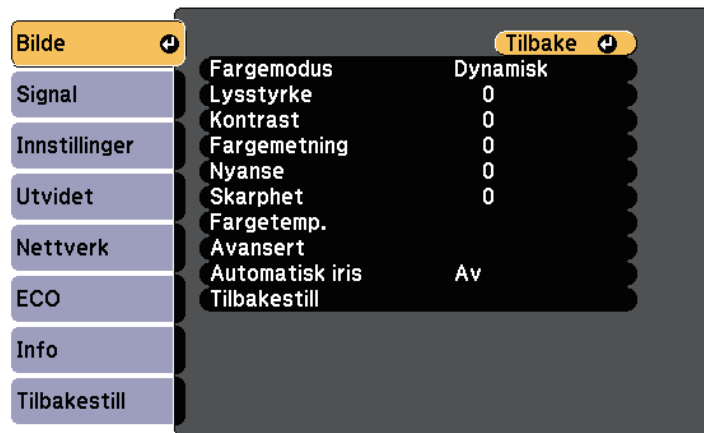 Bilde
Signal
Innstillinger
Utvidet
Nettverk
ECO
Info
Tilbakestill
Tilbake
Fargemodus Dynamisk
Lysstyrke 0
Kontrast 0
Fargemetning 0
Nyanse 0
Skarphet 0
Fargetemp.
Avansert
Automatisk iris Av
Tilbakestill